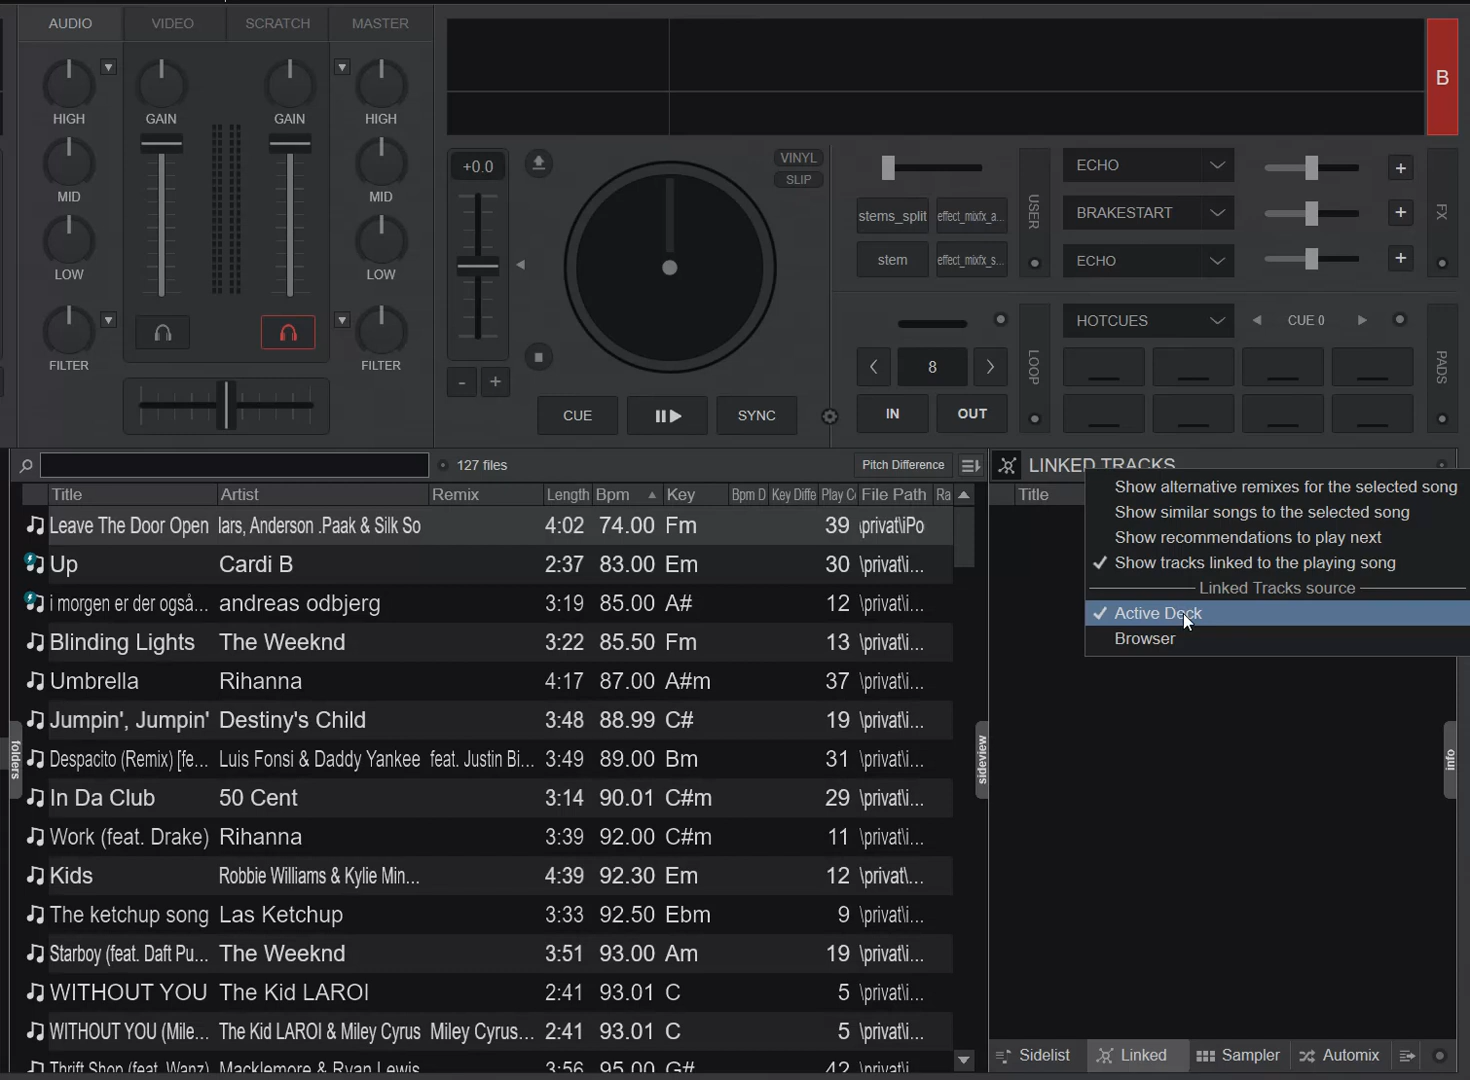 AUDIO VIDEO SCRATCH MASTER
B
HIGH GAIN GAIN HIGH
MID MID
LOW LOW
FILTER FILTER
+0.0
VINYL
SLIP
- +
CUE SYNC
stems_split effect_mixfx_a...
stem effect_mixfx_s...
USER
ECHO +
BRAKESTART +
ECHO +
FX
8
IN OUT
LOOP
HOTCUES CUE 0
PADS
127 files Pitch Difference
Title Artist Remix Length Bpm Key Bpm D Key Diffe Play C File Path Ra
Leave The Door Open lars, Anderson .Paak & Silk So 4:02 74.00 Fm 39 \privat\iPo
Up Cardi B 2:37 83.00 Em 30 \privat\i...
i morgen er der også... andreas odbjerg 3:19 85.00 A# 12 \privat\i...
Blinding Lights The Weeknd 3:22 85.50 Fm 13 \privat\i...
Umbrella Rihanna 4:17 87.00 A#m 37 \privat\i...
Jumpin', Jumpin' Destiny's Child 3:48 88.99 C# 19 \privat\i...
Despacito (Remix) [fe... Luis Fonsi & Daddy Yankee feat. Justin Bi... 3:49 89.00 Bm 31 \privat\i...
In Da Club 50 Cent 3:14 90.01 C#m 29 \privat\i...
Work (feat. Drake) Rihanna 3:39 92.00 C#m 11 \privat\i...
Kids Robbie Williams & Kylie Min... 4:39 92.30 Em 12 \privat\...
The ketchup song Las Ketchup 3:33 92.50 Ebm 9 \privat\i...
Starboy (feat. Daft Pu... The Weeknd 3:51 93.00 Am 19 \privat\i...
WITHOUT YOU The Kid LAROI 2:41 93.01 C 5 \privat\i...
WITHOUT YOU (Mile... The Kid LAROI & Miley Cyrus Miley Cyrus... 2:41 93.01 C 5 \privat\i...
Thrift Shop (feat. Wanz) Macklemore & Ryan Lewis 3:56 95.00 G# 42 \privat\i...
folders
sideview
info
LINKED TRACKS
Title
Show alternative remixes for the selected song
Show similar songs to the selected song
Show recommendations to play next
Show tracks linked to the playing song
Linked Tracks source
Active Deck
Browser
Sidelist Linked Sampler Automix